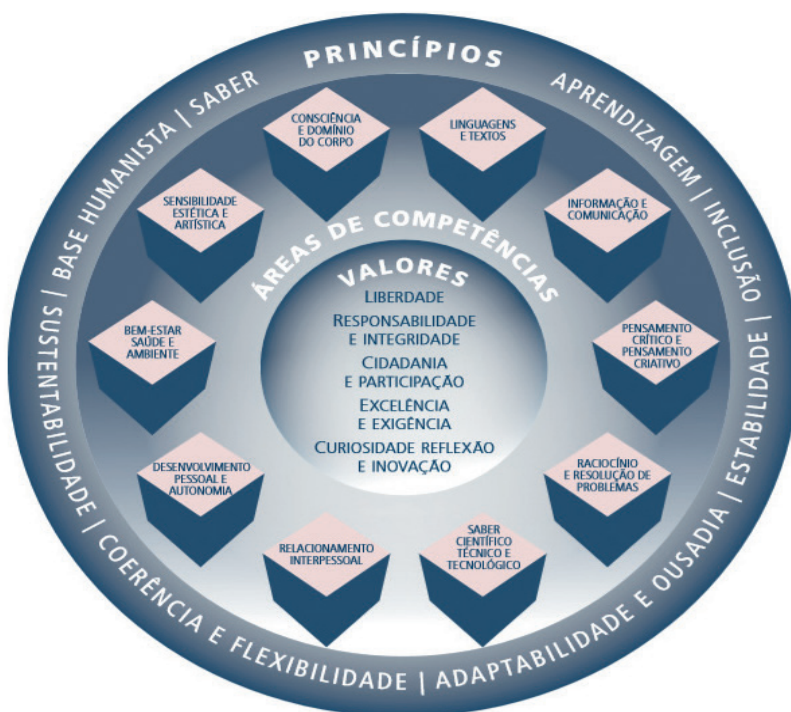 PRINCÍPIOS
BASE HUMANISTA | SABER
APRENDIZAGEM | INCLUSÃO
| ESTABILIDADE |
ADAPTABILIDADE E OUSADIA |
COERÊNCIA E FLEXIBILIDADE |
| SUSTENTABILIDADE |
ÁREAS DE COMPETÊNCIAS
CONSCIÊNCIA
E DOMÍNIO
DO CORPO
LINGUAGENS
E TEXTOS
INFORMAÇÃO E
COMUNICAÇÃO
PENSAMENTO
CRÍTICO E
PENSAMENTO
CRIATIVO
RACIOCÍNIO
E RESOLUÇÃO DE
PROBLEMAS
SABER
CIENTÍFICO
TÉCNICO E
TECNOLÓGICO
RELACIONAMENTO
INTERPESSOAL
DESENVOLVIMENTO
PESSOAL E
AUTONOMIA
BEM-ESTAR
SAÚDE E
AMBIENTE
SENSIBILIDADE
ESTÉTICA E
ARTÍSTICA
VALORES
LIBERDADE
RESPONSABILIDADE
E INTEGRIDADE
CIDADANIA
E PARTICIPAÇÃO
EXCELÊNCIA
E EXIGÊNCIA
CURIOSIDADE REFLEXÃO
E INOVAÇÃO